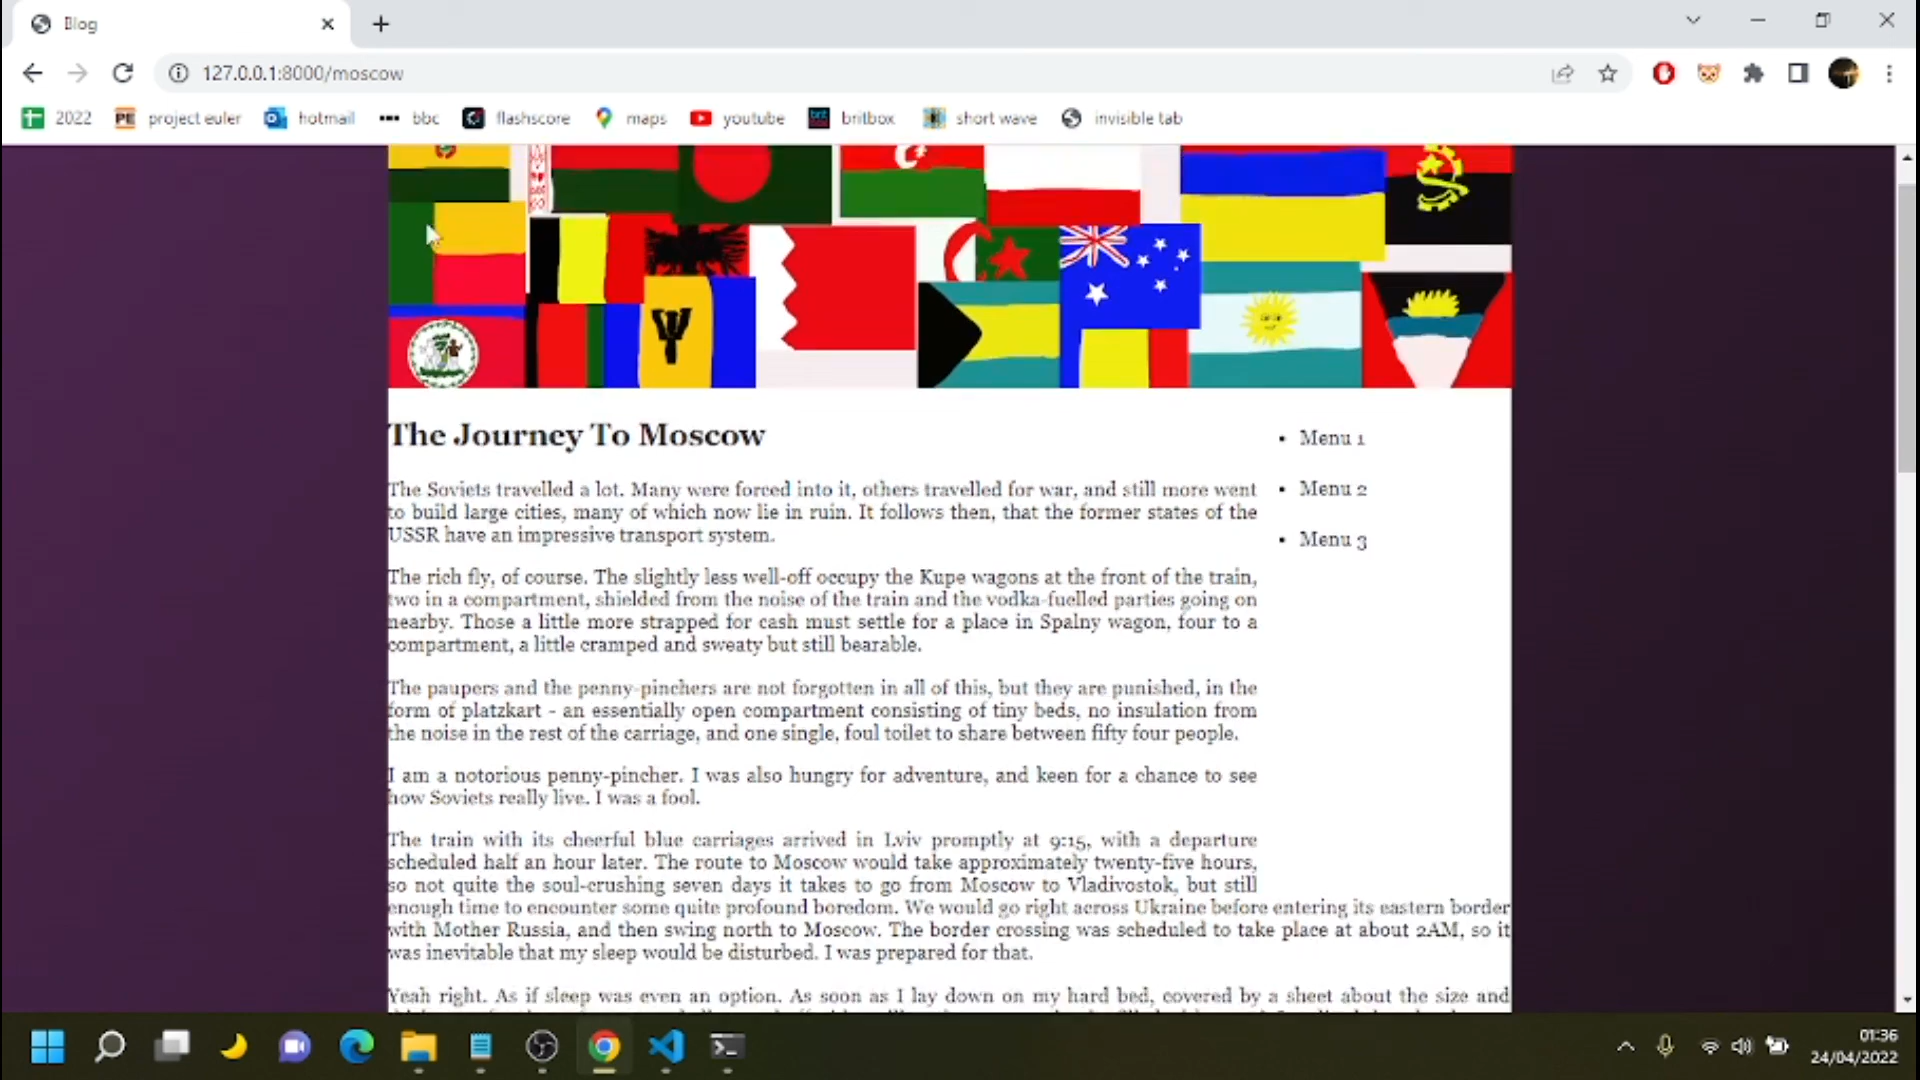 Blog
127.0.0.1:8000/moscow
2022 PE project euler hotmail bbc flashscore maps youtube britbox short wave invisible tab
The Journey To Moscow
The Soviets travelled a lot. Many were forced into it, others travelled for war, and still more went
to build large cities, many of which now lie in ruin. It follows then, that the former states of the
USSR have an impressive transport system.
The rich fly, of course. The slightly less well-off occupy the Kupe wagons at the front of the train,
two in a compartment, shielded from the noise of the train and the vodka-fuelled parties going on
nearby. Those a little more strapped for cash must settle for a place in Spalny wagon, four to a
compartment, a little cramped and sweaty but still bearable.
The paupers and the penny-pinchers are not forgotten in all of this, but they are punished, in the
form of platzkart - an essentially open compartment consisting of tiny beds, no insulation from
the noise in the rest of the carriage, and one single, foul toilet to share between fifty four people.
I am a notorious penny-pincher. I was also hungry for adventure, and keen for a chance to see
how Soviets really live. I was a fool.
The train with its cheerful blue carriages arrived in Lviv promptly at 9:15, with a departure
scheduled half an hour later. The route to Moscow would take approximately twenty-five hours,
so not quite the soul-crushing seven days it takes to go from Moscow to Vladivostok, but still
enough time to encounter some quite profound boredom. We would go right across Ukraine before entering its eastern border
with Mother Russia, and then swing north to Moscow. The border crossing was scheduled to take place at about 2AM, so it
was inevitable that my sleep would be disturbed. I was prepared for that.
Yeah right. As if sleep was even an option. As soon as I lay down on my hard bed, covered by a sheet about the size and
Menu 1
Menu 2
Menu 3
01:36
24/04/2022